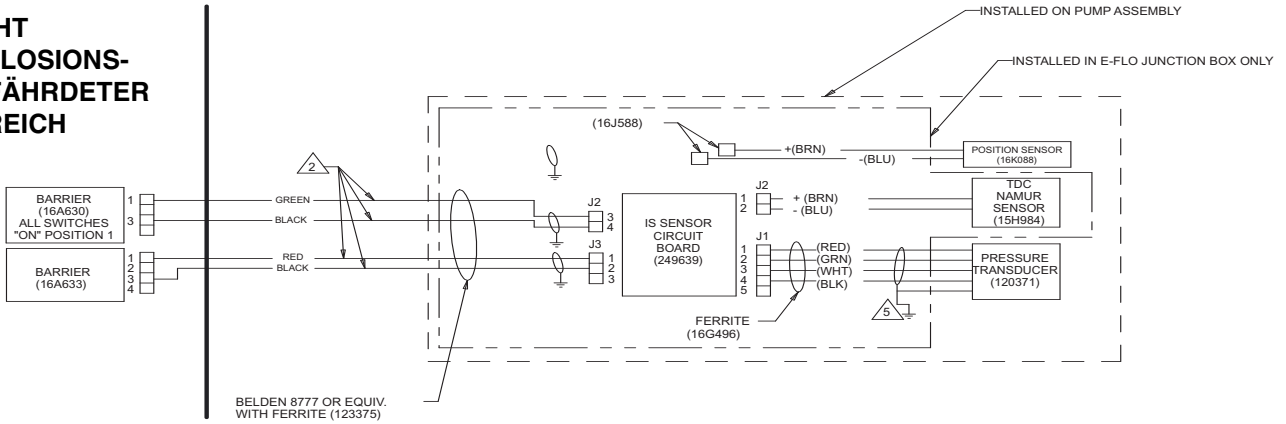 HT
LOSIONS-
ÄHRDETER
REICH
INSTALLED ON PUMP ASSEMBLY
INSTALLED IN E-FLO JUNCTION BOX ONLY
(16J588)
+(BRN)
-(BLU)
POSITION SENSOR
(16K088)
2
BARRIER
(16A630)
ALL SWITCHES
"ON" POSITION 1
1
3
GREEN
BLACK
J2
3
4
IS SENSOR
CIRCUIT
BOARD
(249639)
J2
1
2
+ (BRN)
- (BLU)
TDC
NAMUR
SENSOR
(15H984)
BARRIER
(16A633)
1
2
3
4
RED
BLACK
J3
1
2
3
J1
1
2
3
4
5
(RED)
(GRN)
(WHT)
(BLK)
PRESSURE
TRANSDUCER
(120371)
5
FERRITE
(16G496)
BELDEN 8777 OR EQUIV.
WITH FERRITE (123375)